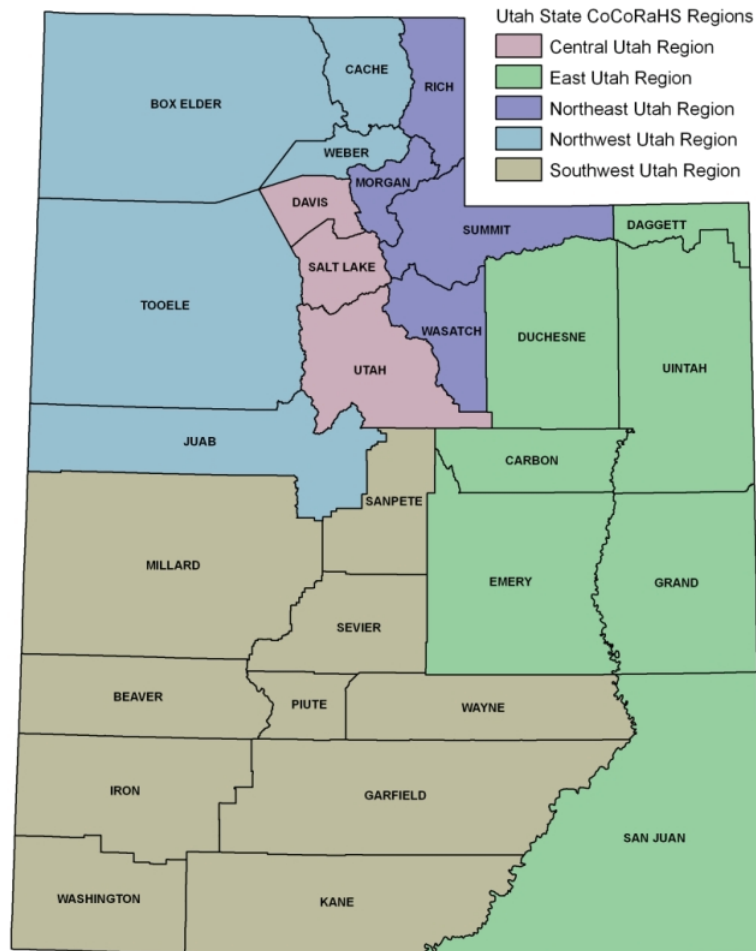 Utah State CoCoRaHS Regions
Central Utah Region
East Utah Region
Northeast Utah Region
Northwest Utah Region
Southwest Utah Region
CACHE
RICH
BOX ELDER
WEBER
MORGAN
DAVIS
SUMMIT
DAGGETT
SALT LAKE
TOOELE
WASATCH
DUCHESNE
UINTAH
UTAH
JUAB
CARBON
SANPETE
MILLARD
EMERY
GRAND
SEVIER
BEAVER
PIUTE
WAYNE
IRON
GARFIELD
SAN JUAN
WASHINGTON
KANE